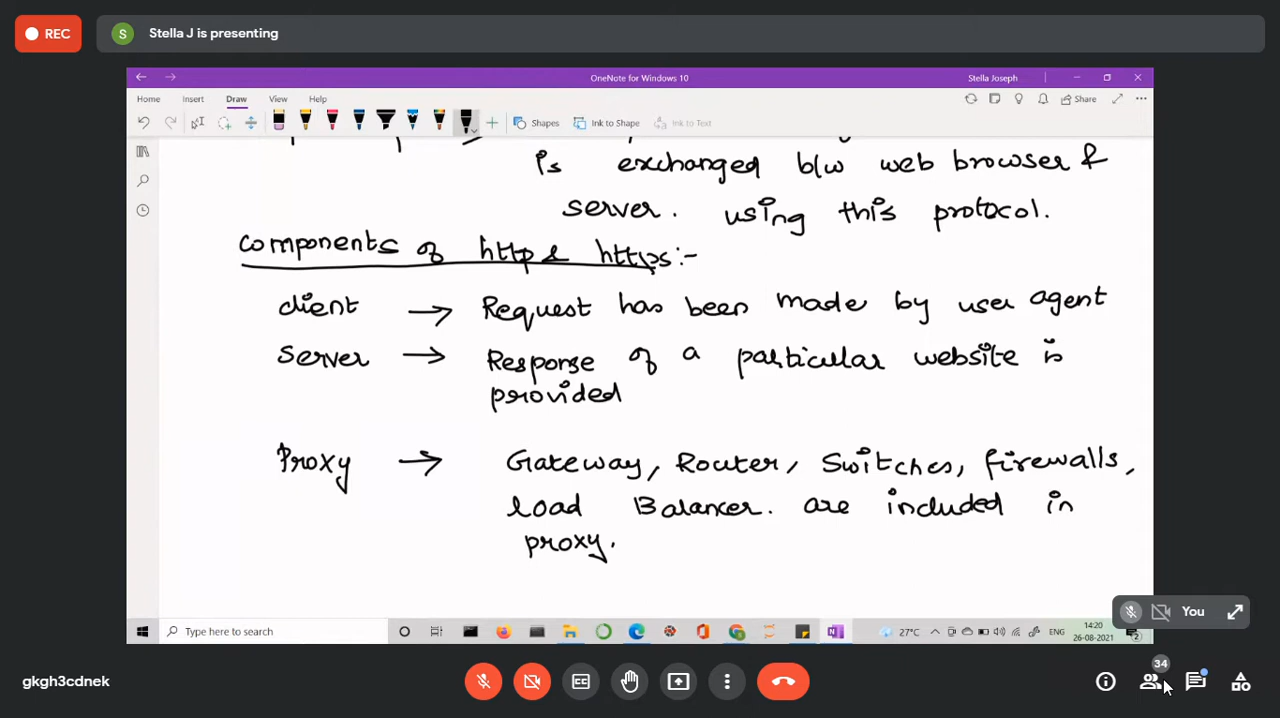 REC
S Stella J is presenting
OneNote for Windows 10
Stella Joseph
Home Insert Draw View Help
Share
Shapes Ink to Shape Ink to Text
is exchanged b/w web browser &
server. using this protocol.
components of http & https:-
client → Request has been made by user agent
server → Response of a particular website is
provided
Proxy → Gateway, Router, Switches, firewalls,
load Balancer. are included in
proxy.
You
Type here to search
27°C ENG 14:20
26-08-2021
2
34
gkgh3cdnek
CC